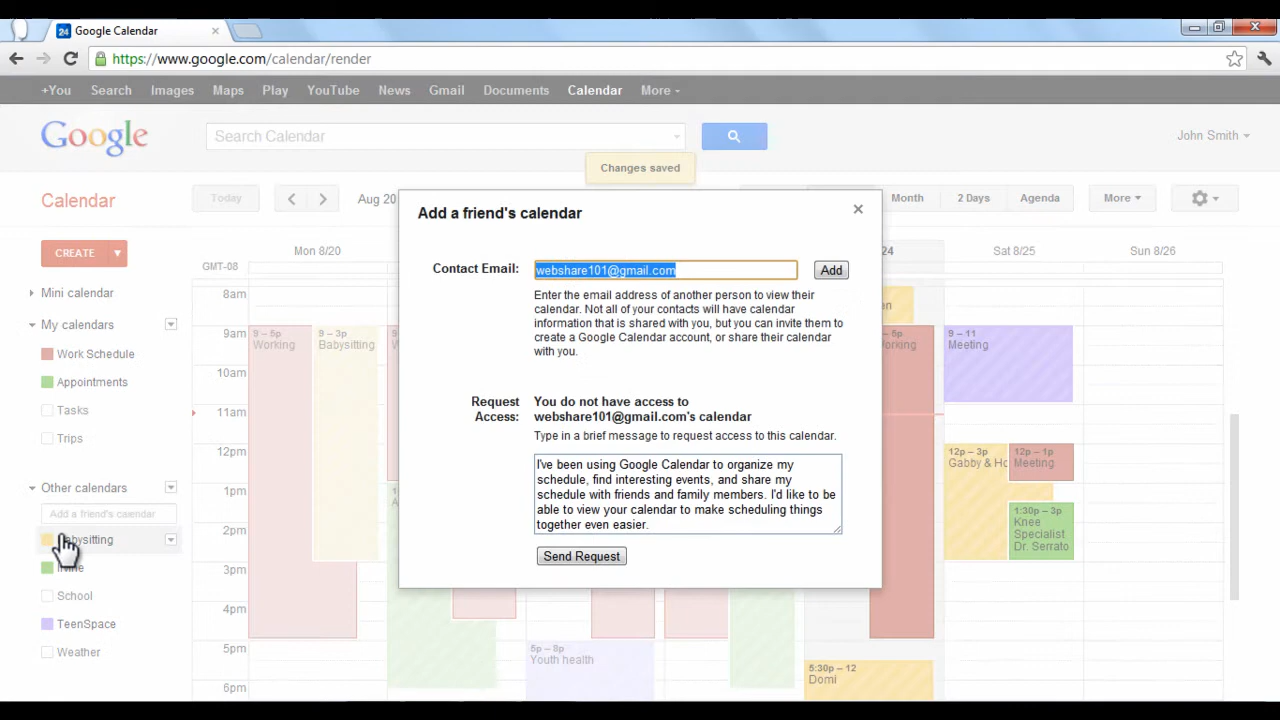 24 Google Calendar
https://www.google.com/calendar/render
+You Search Images Maps Play YouTube News Gmail Documents Calendar More
Google
Search Calendar
John Smith
Changes saved
Calendar
Today
Aug 20
Month
2 Days
Agenda
More
CREATE
Mini calendar
My calendars
Work Schedule
Appointments
Tasks
Trips
Other calendars
Add a friend's calendar
Irvine
School
TeenSpace
Weather
Mon 8/20
24
Sat 8/25
Sun 8/26
GMT-08
8am
9am
10am
11am
12pm
1pm
2pm
3pm
4pm
5pm
6pm
9 – 5p
Working
9 – 3p
Babysitting
5p – 8p
Youth health
5:30p – 12
Domi
9 – 11
Meeting
12p – 3p
Gabby & Ho
12p – 1p
Meeting
1:30p – 3p
Knee
Specialist
Dr. Serrato
Add a friend's calendar
Contact Email: webshare101@gmail.com Add
Enter the email address of another person to view their
calendar. Not all of your contacts will have calendar
information that is shared with you, but you can invite them to
create a Google Calendar account, or share their calendar
with you.
Request
Access:
You do not have access to
webshare101@gmail.com's calendar
Type in a brief message to request access to this calendar.
I've been using Google Calendar to organize my
schedule, find interesting events, and share my
schedule with friends and family members. I'd like to be
able to view your calendar to make scheduling things
together even easier.
Send Request